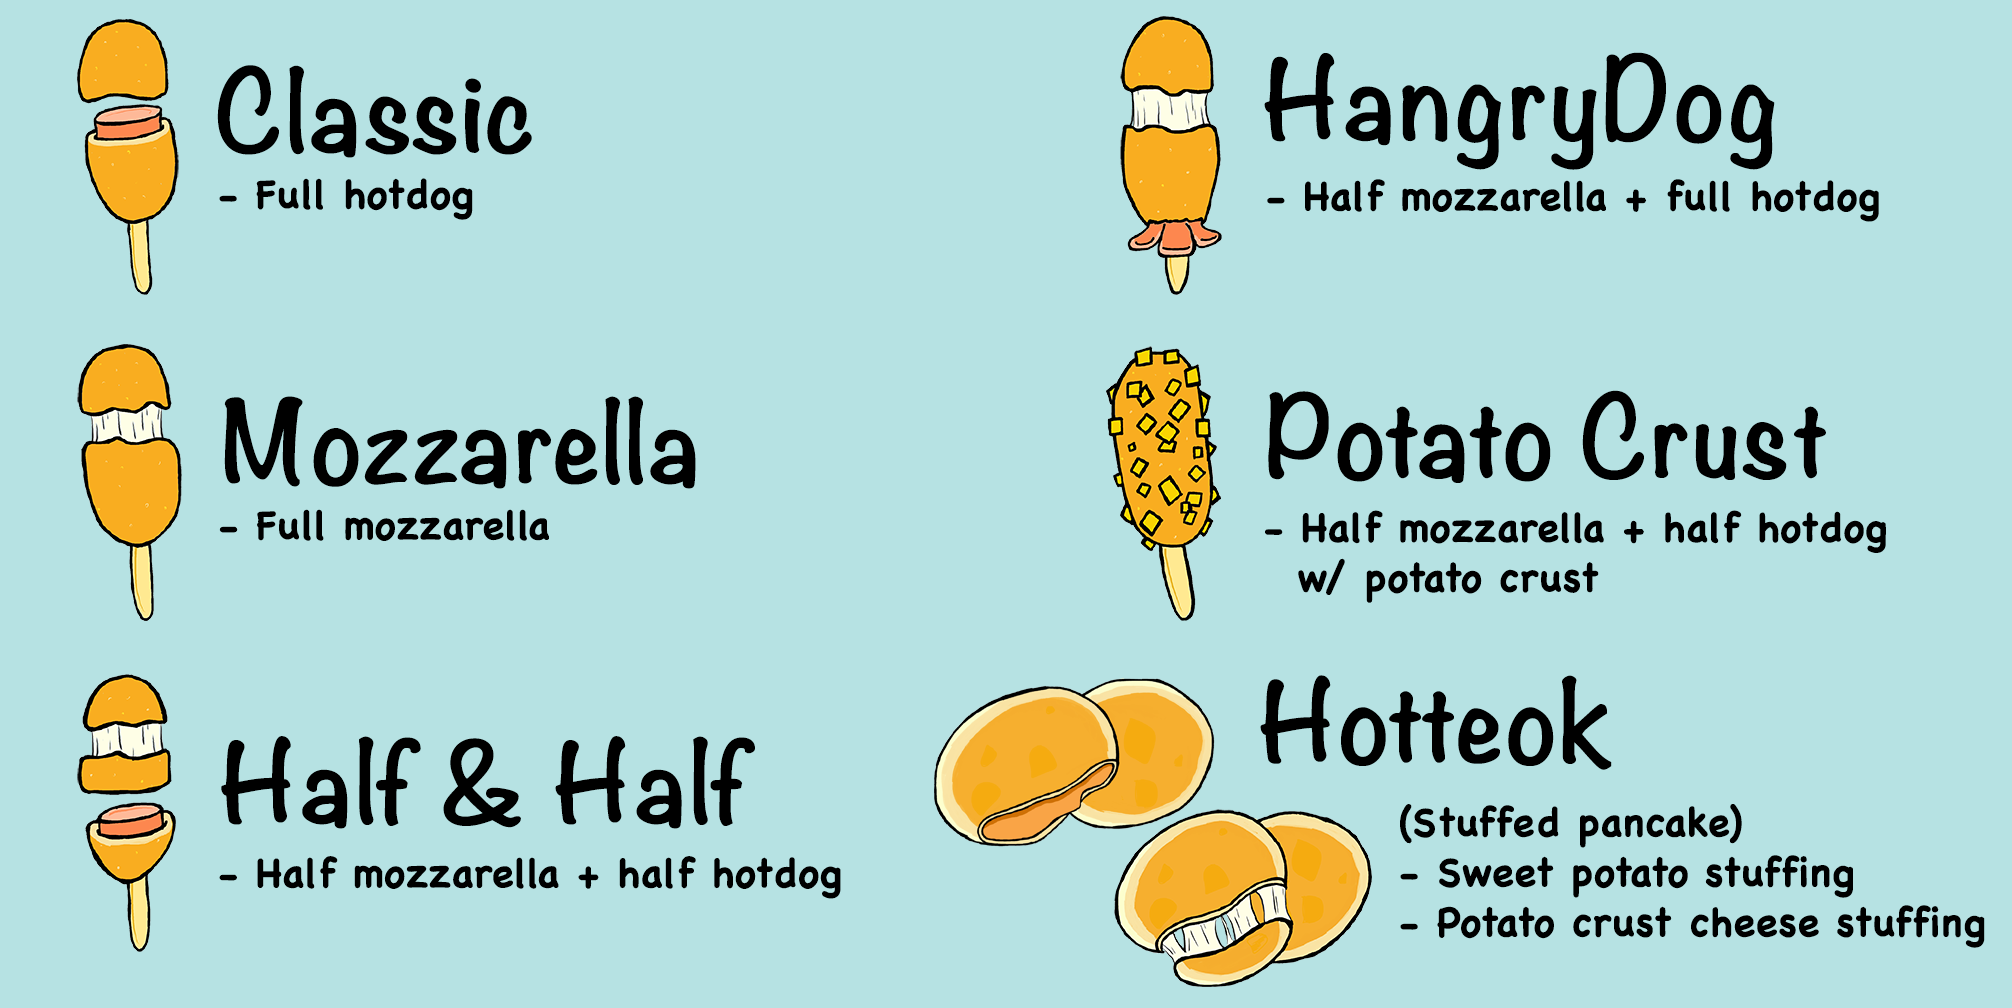 Classic
- Full hotdog
Mozzarella
- Full mozzarella
Half & Half
- Half mozzarella + half hotdog
HangryDog
- Half mozzarella + full hotdog
Potato Crust
- Half mozzarella + half hotdog
w/ potato crust
Hotteok
(Stuffed pancake)
- Sweet potato stuffing
- Potato crust cheese stuffing